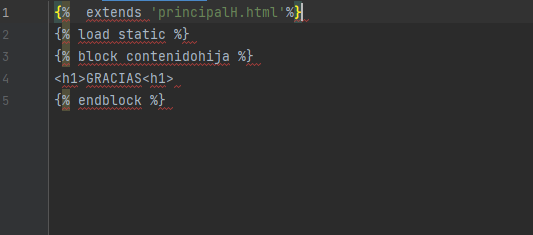 1 {%  extends 'principalH.html'%}
2 {% load static %}
3 {% block contenidohija %}
4 <h1>GRACIAS<h1>
5 {% endblock %}